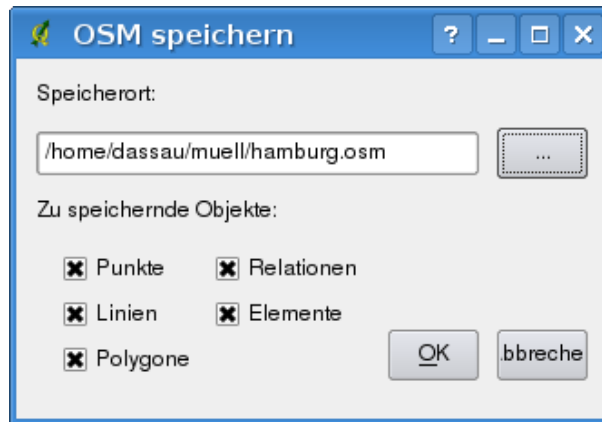 OSM speichern
Speicherort:
/home/dassau/muell/hamburg.osm
...
Zu speichernde Objekte:
Punkte Relationen
Linien Elemente
Polygone
OK .bbreche